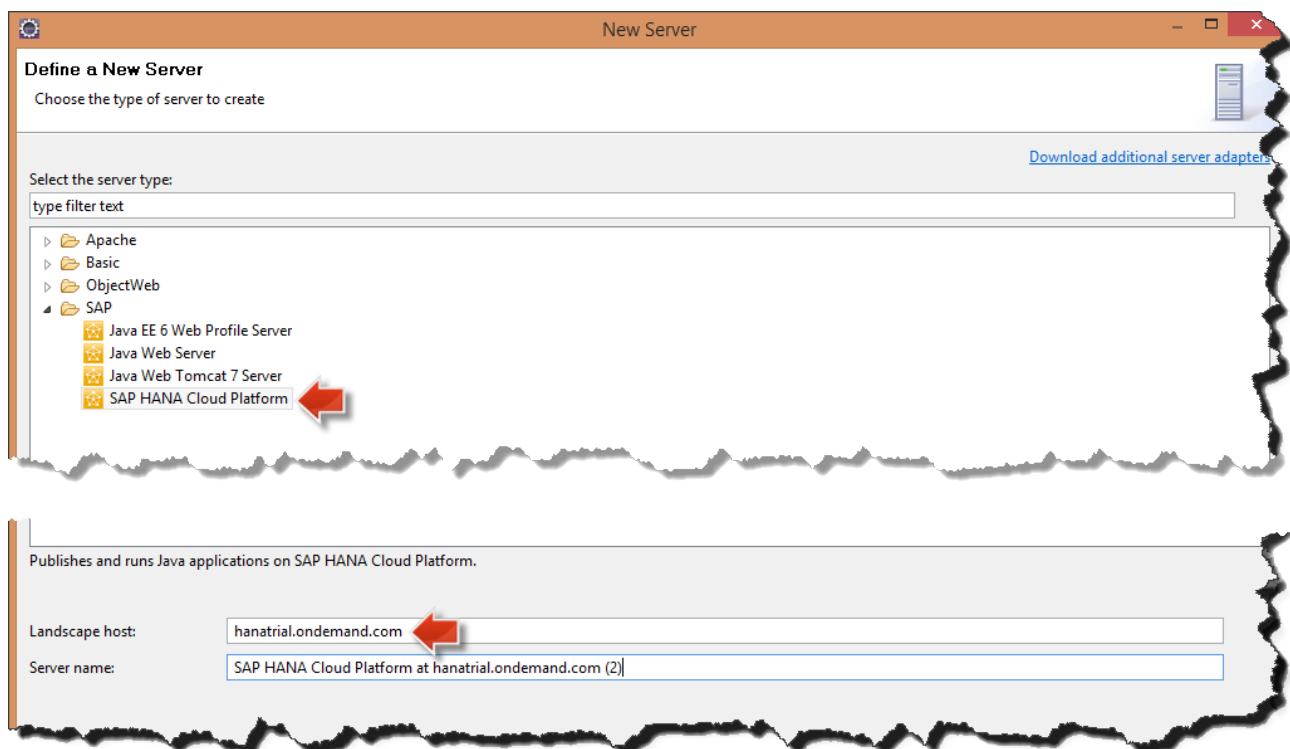 New Server
Define a New Server
Choose the type of server to create
Download additional server adapters
Select the server type:
type filter text
Apache
Basic
ObjectWeb
SAP
Java EE 6 Web Profile Server
Java Web Server
Java Web Tomcat 7 Server
SAP HANA Cloud Platform
Publishes and runs Java applications on SAP HANA Cloud Platform.
Landscape host: hanatrial.ondemand.com
Server name: SAP HANA Cloud Platform at hanatrial.ondemand.com (2)